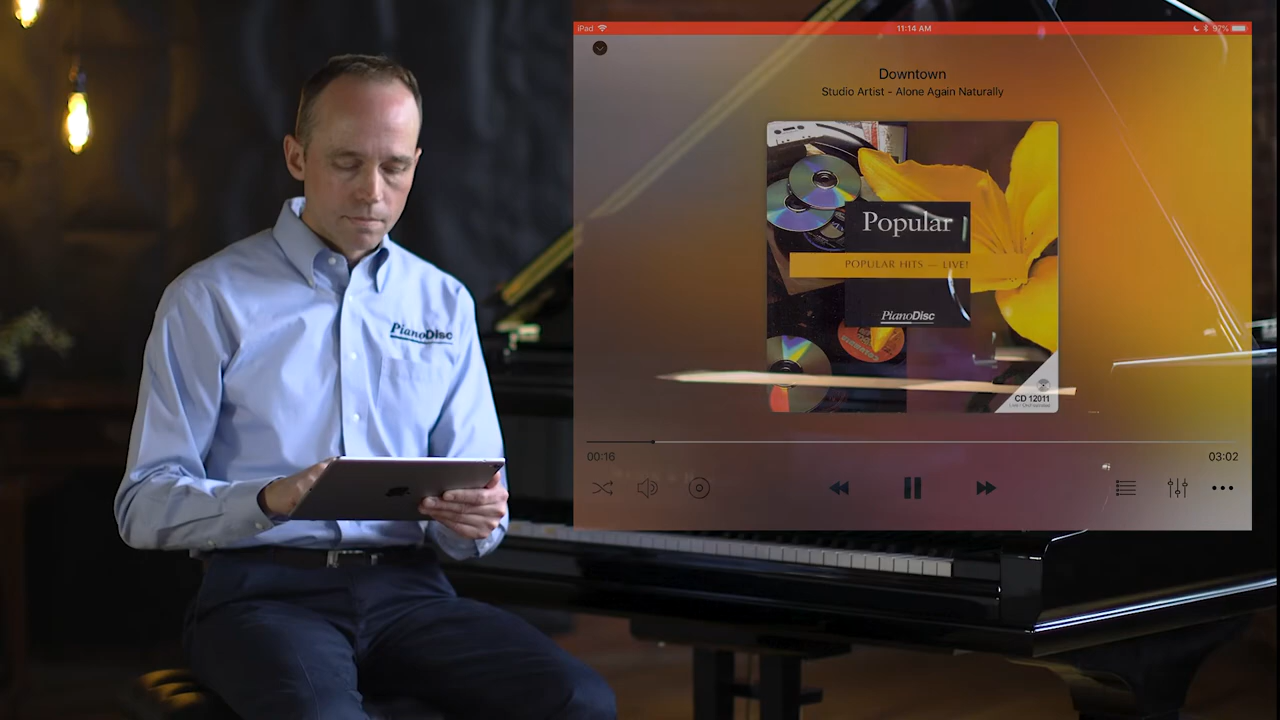 PianoDisc
iPad
11:14 AM
97%
Downtown
Studio Artist - Alone Again Naturally
Popular
POPULAR HITS — LIVE!
PianoDisc
CD 12011
00:16
03:02